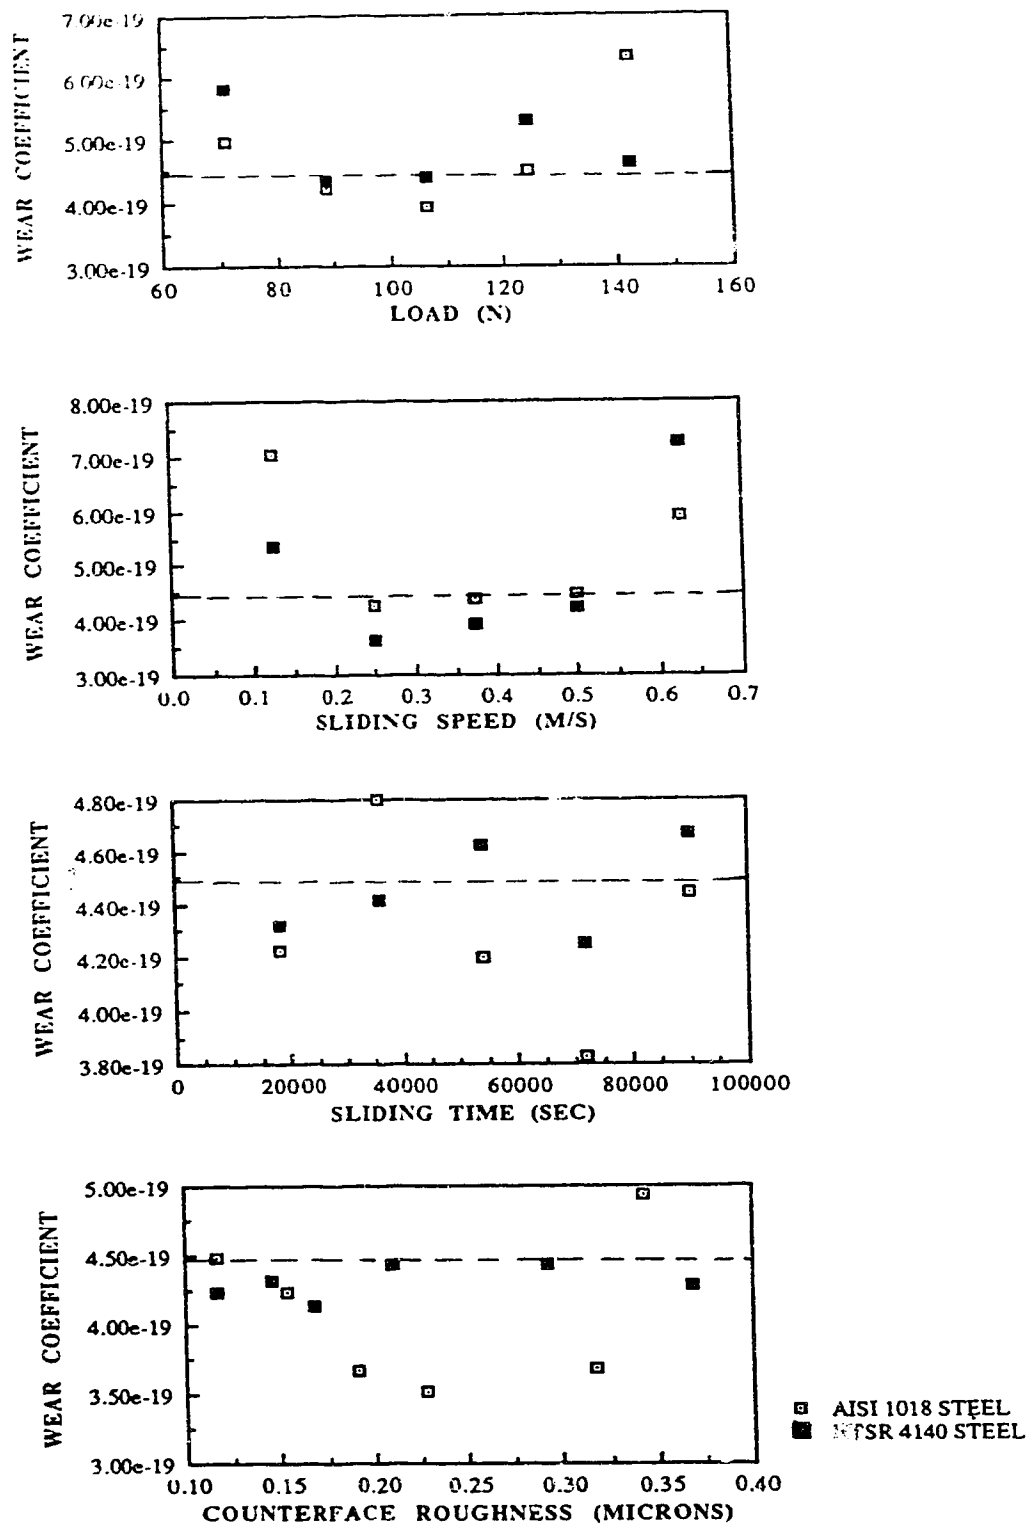 7.00e-19
6.00e-19
5.00e-19
4.00e-19
3.00e-19
WEAR COEFFICIENT
60 80 100 120 140 160
LOAD (N)
8.00e-19
7.00e-19
6.00e-19
5.00e-19
4.00e-19
3.00e-19
WEAR COEFFICIENT
0.0 0.1 0.2 0.3 0.4 0.5 0.6 0.7
SLIDING SPEED (M/S)
4.80e-19
4.60e-19
4.40e-19
4.20e-19
4.00e-19
3.80e-19
WEAR COEFFICIENT
0 20000 40000 60000 80000 100000
SLIDING TIME (SEC)
5.00e-19
4.50e-19
4.00e-19
3.50e-19
3.00e-19
WEAR COEFFICIENT
0.10 0.15 0.20 0.25 0.30 0.35 0.40
COUNTERFACE ROUGHNESS (MICRONS)
AISI 1018 STEEL
4140 STEEL